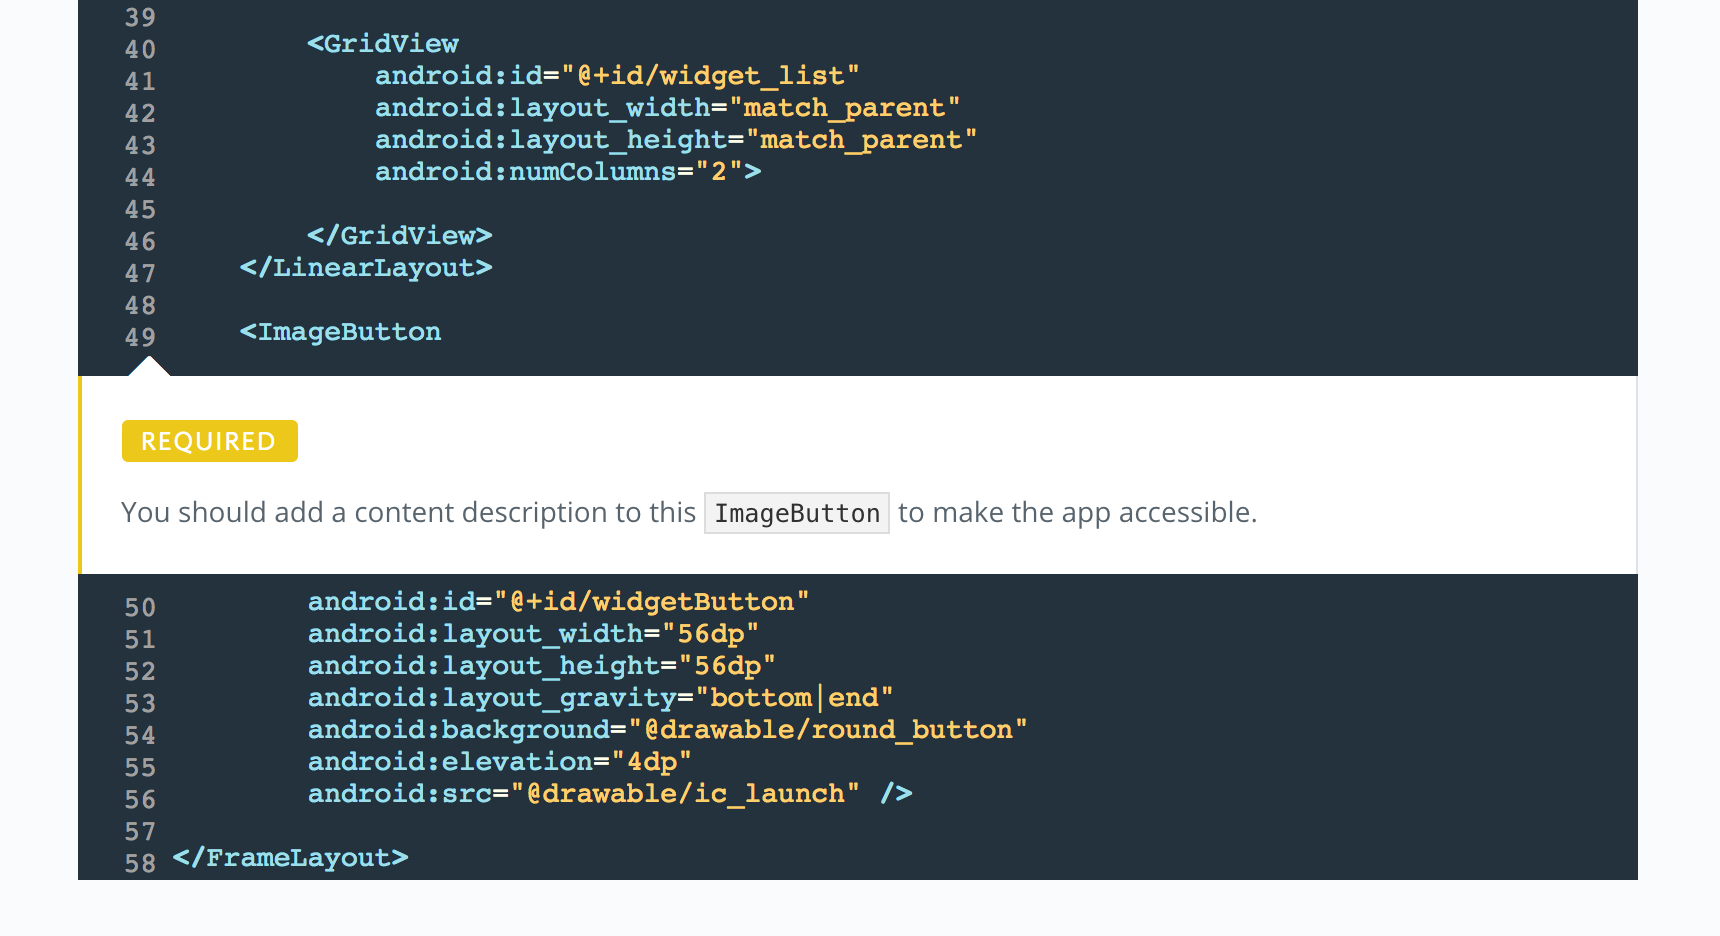 39
40 <GridView
41 android:id="@+id/widget_list"
42 android:layout_width="match_parent"
43 android:layout_height="match_parent"
44 android:numColumns="2">
45
46 </GridView>
47 </LinearLayout>
48
49 <ImageButton
REQUIRED
You should add a content description to this ImageButton to make the app accessible.
50 android:id="@+id/widgetButton"
51 android:layout_width="56dp"
52 android:layout_height="56dp"
53 android:layout_gravity="bottom|end"
54 android:background="@drawable/round_button"
55 android:elevation="4dp"
56 android:src="@drawable/ic_launch" />
57
58 </FrameLayout>